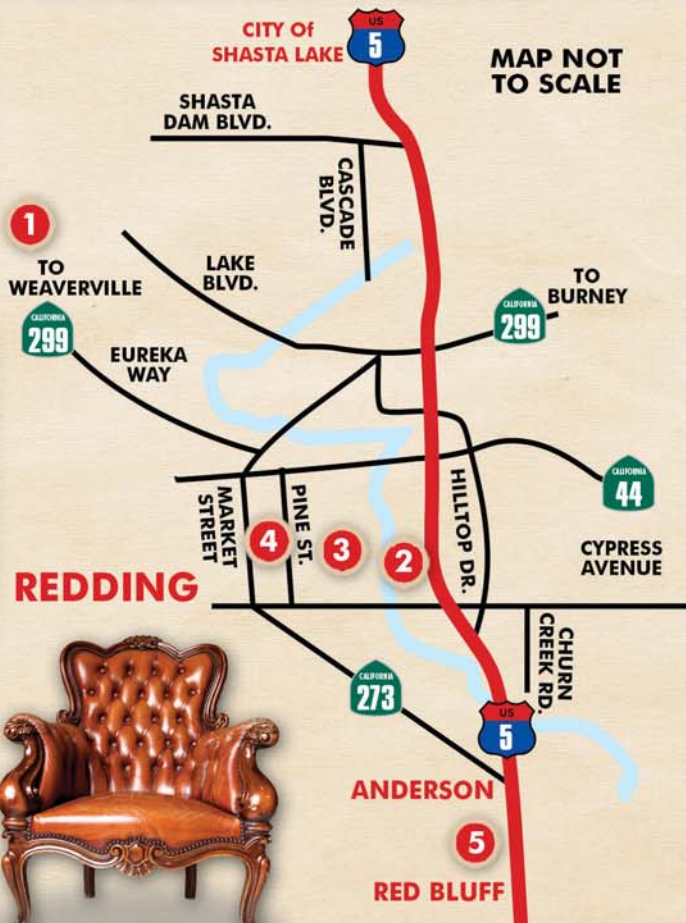 CITY Of
SHASTA LAKE
US
5
MAP NOT
TO SCALE
SHASTA
DAM BLVD.
CASCADE
BLVD.
1
TO
WEAVERVILLE
CALIFORNIA
299
LAKE
BLVD.
TO
BURNEY
CALIFORNIA
299
EUREKA
WAY
CALIFORNIA
44
MARKET
STREET
PINE ST.
HILLTOP DR.
4
3
2
CYPRESS
AVENUE
REDDING
CHURN
CREEK RD.
CALIFORNIA
273
US
5
ANDERSON
5
RED BLUFF